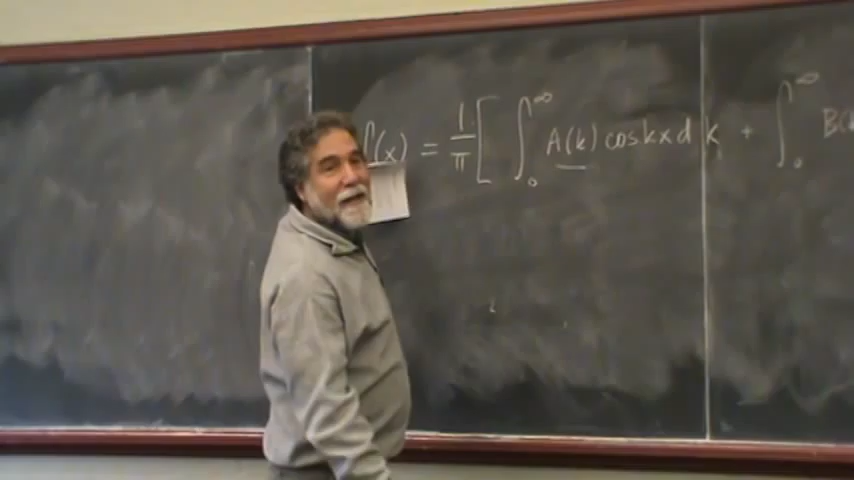 f(x) = 1/π [ ∫₀^∞ A(k) cos kx dk + ∫₀^∞ B(k